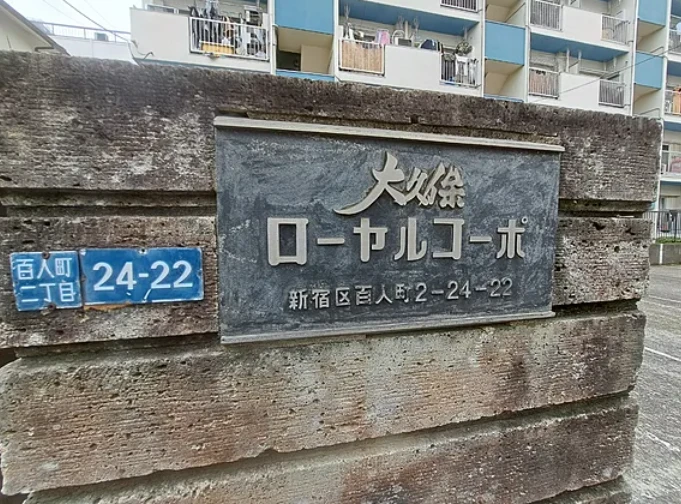 百人町
二丁目
24-22
大久保
ローヤルコーポ
新宿区百人町2-24-22